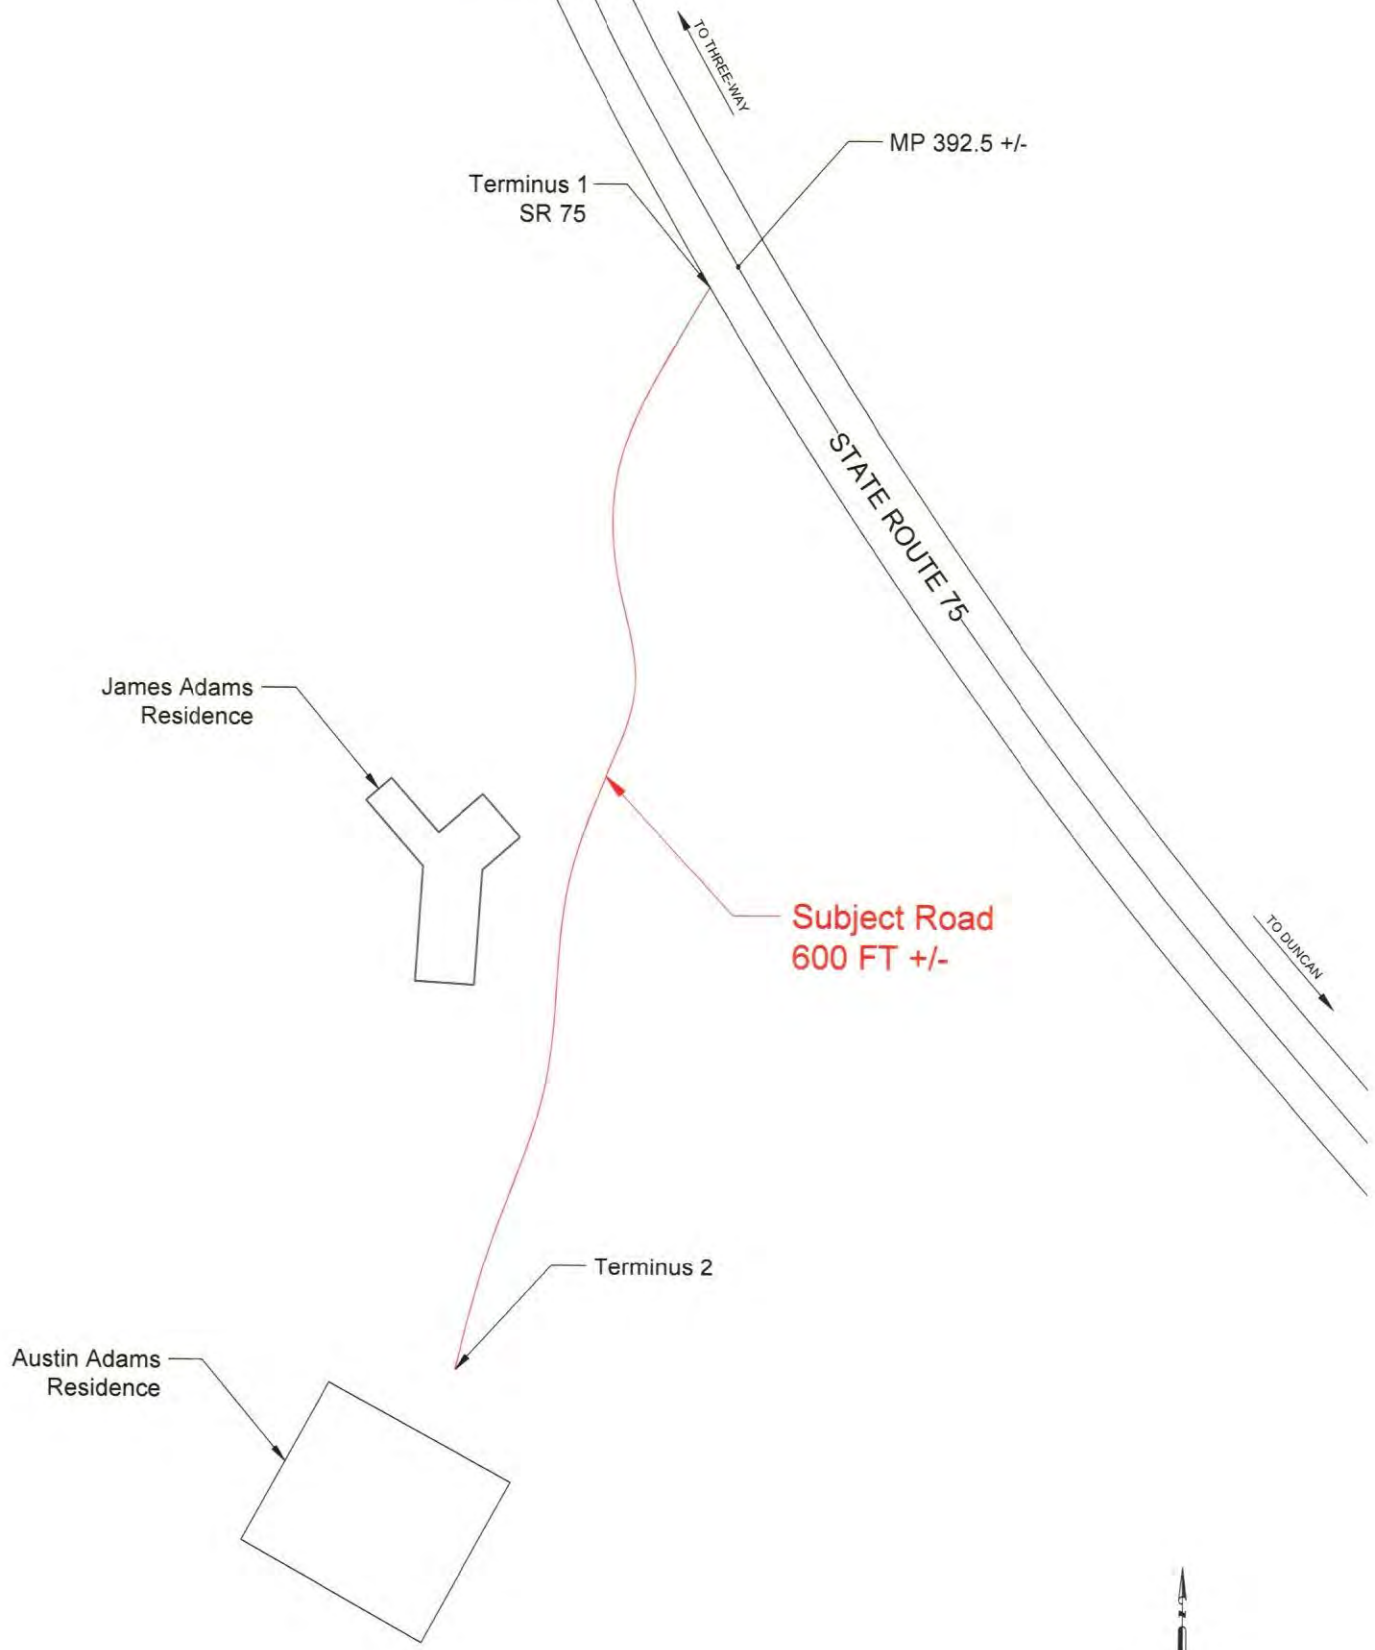 TO THREE-WAY
MP 392.5 +/-
Terminus 1
SR 75
STATE ROUTE 75
James Adams
Residence
Subject Road
600 FT +/-
TO DUNCAN
Terminus 2
Austin Adams
Residence